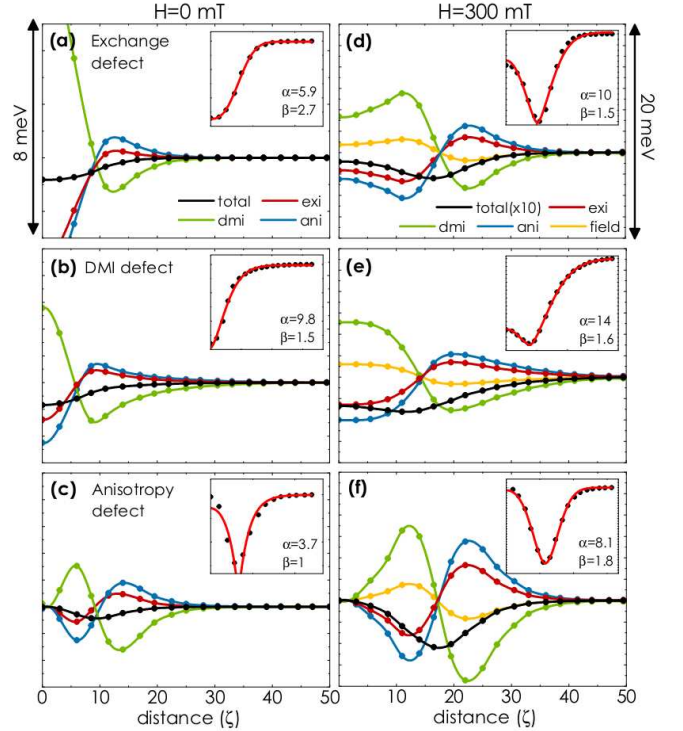 H=0 mT
H=300 mT
8 meV
20 meV
(a) Exchange
defect
α=5.9
β=2.7
total exi
dmi ani
(d)
α=10
β=1.5
total(x10) exi
dmi ani field
(b) DMI defect
α=9.8
β=1.5
(e)
α=14
β=1.6
(c) Anisotropy
defect
α=3.7
β=1
(f)
α=8.1
β=1.8
0 10 20 30 40 50
10 20 30 40 50
distance (ζ)
distance (ζ)